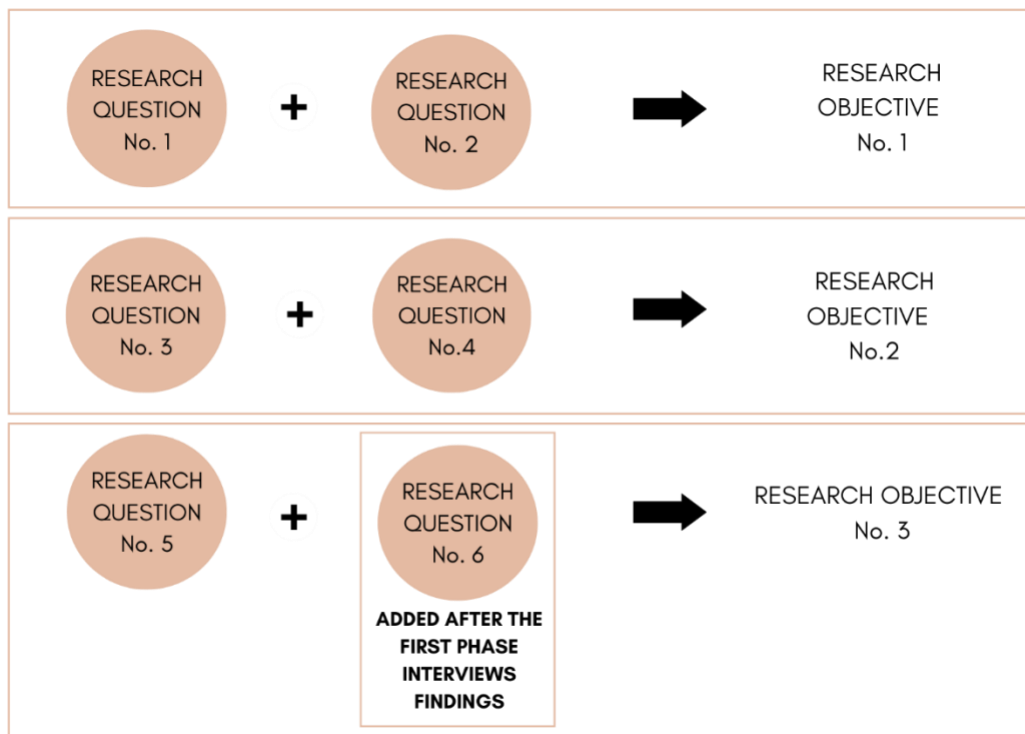 RESEARCH
QUESTION
No. 1
+
RESEARCH
QUESTION
No. 2
RESEARCH
OBJECTIVE
No. 1
RESEARCH
QUESTION
No. 3
+
RESEARCH
QUESTION
No.4
RESEARCH
OBJECTIVE
No.2
RESEARCH
QUESTION
No. 5
+
RESEARCH
QUESTION
No. 6
ADDED AFTER THE
FIRST PHASE
INTERVIEWS
FINDINGS
RESEARCH OBJECTIVE
No. 3